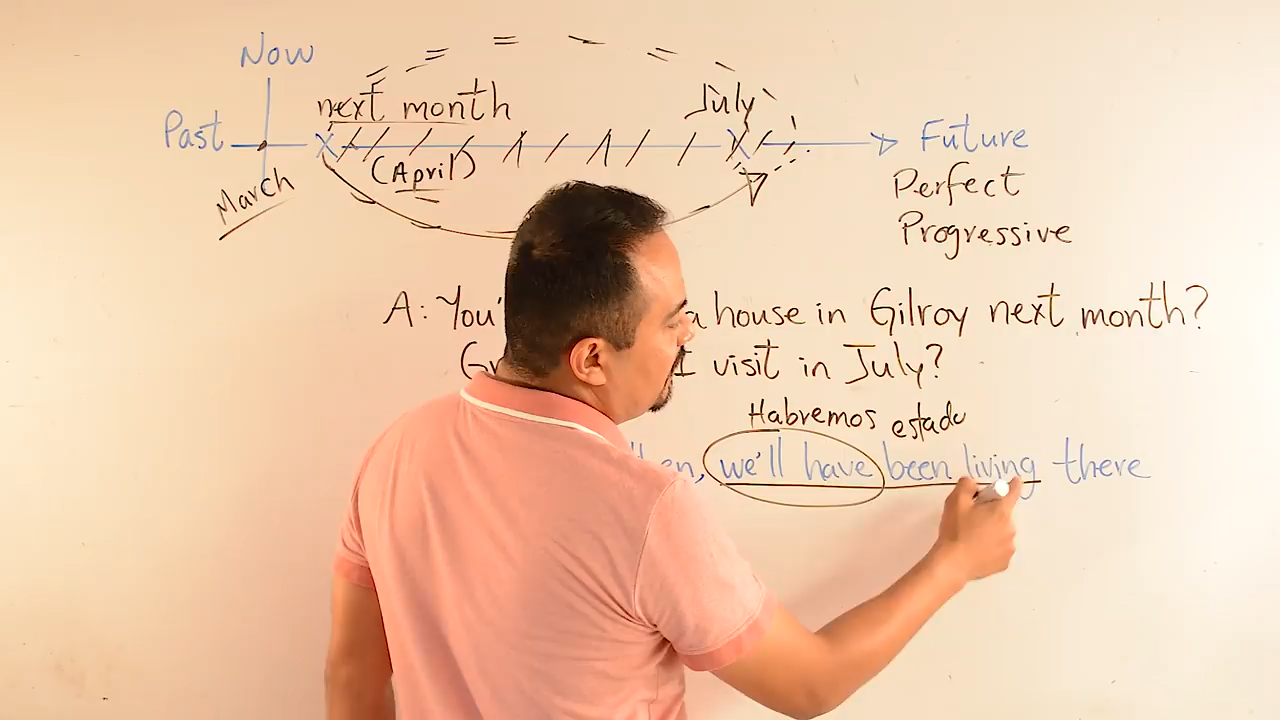 Now
next month
July
Past
Future
(April)
March
Perfect
Progressive
A: You' a house in Gilroy next month?
I visit in July?
Habremos estado
we'll have been living there